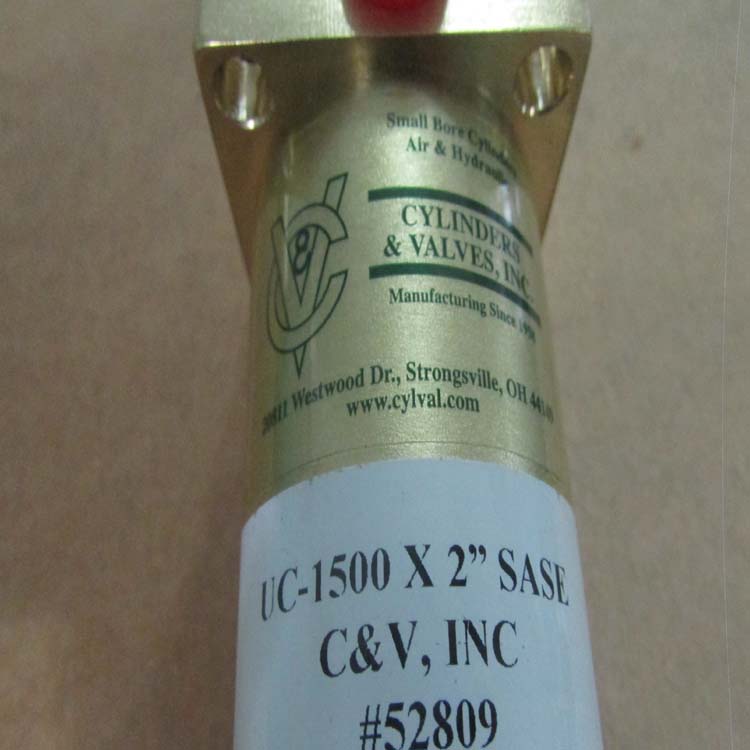 Small Bore Cylinders
Air & Hydraulic
C8V
CYLINDERS
& VALVES, INC.
Manufacturing Since
Westwood Dr., Strongsville, OH
www.cylval.com
UC-1500 X 2” SASE
C&V, INC
#52809